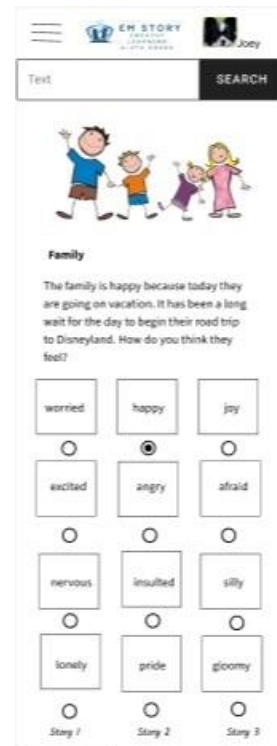 EM STORY
CREATIVE
LEARNING
Joey
Text
SEARCH
Family
The family is happy because today they
are going on vacation. It has been a long
wait for the day to begin their road trip
to Disneyland. How do you think they
feel?
worried happy joy
excited angry afraid
nervous insulted silly
lonely pride gloomy
Story 1 Story 2 Story 3